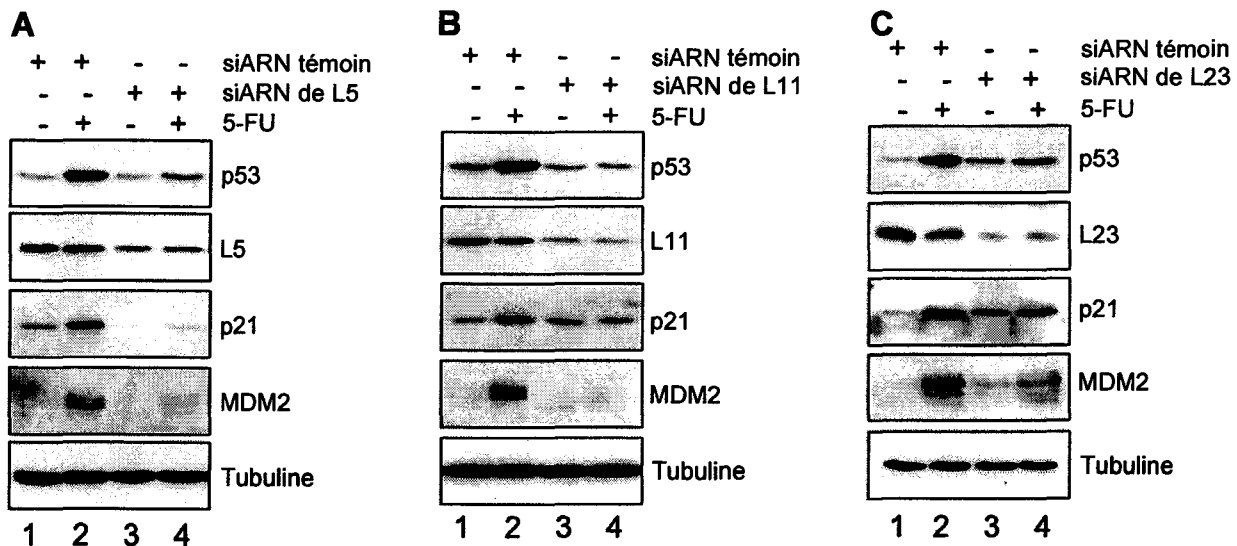 A
+ + - - siARN témoin
- - + + siARN de L5
- + - + 5-FU
p53
L5
p21
MDM2
Tubuline
1 2 3 4
B
+ + - - siARN témoin
- - + + siARN de L11
- + - + 5-FU
p53
L11
p21
MDM2
Tubuline
1 2 3 4
C
+ + - - siARN témoin
- - + + siARN de L23
- + - + 5-FU
p53
L23
p21
MDM2
Tubuline
1 2 3 4